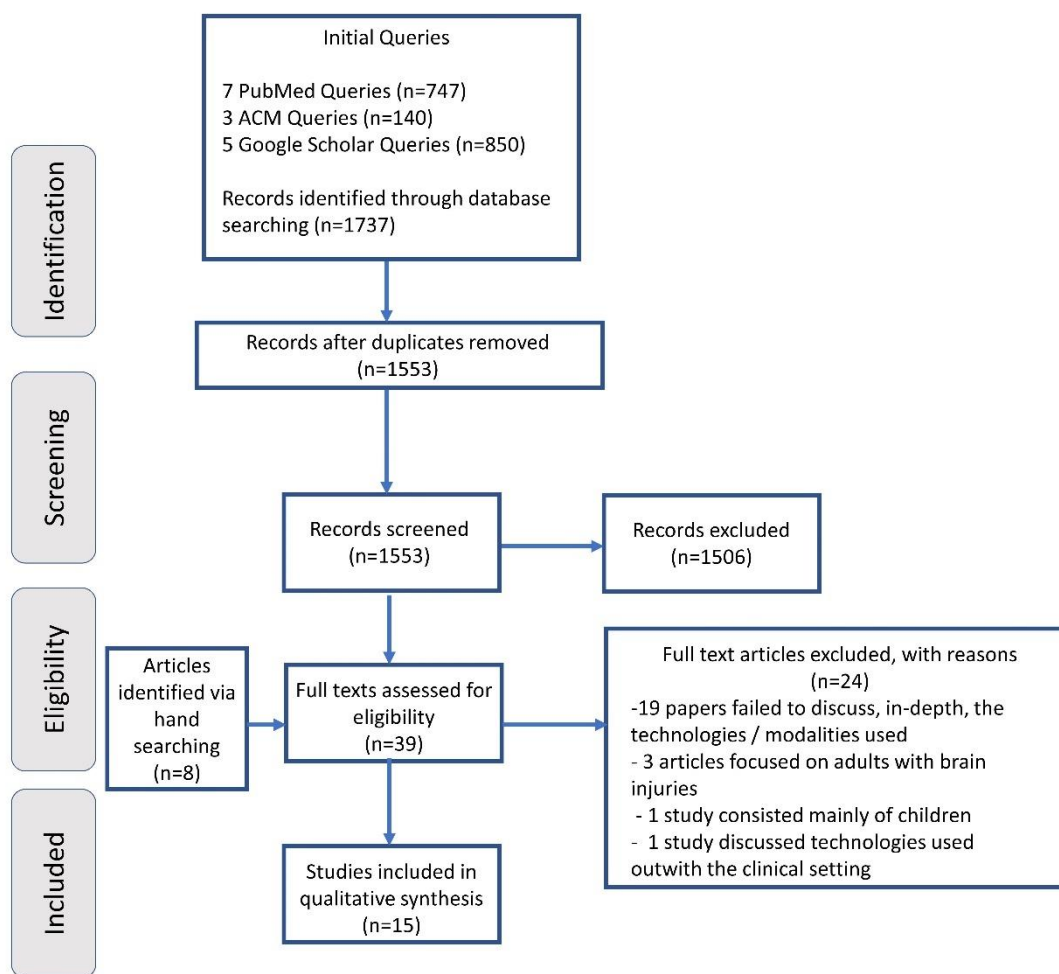 Initial Queries
7 PubMed Queries (n=747)
3 ACM Queries (n=140)
5 Google Scholar Queries (n=850)
Records identified through database
searching (n=1737)
Identification
Records after duplicates removed
(n=1553)
Screening
Records screened
(n=1553)
Records excluded
(n=1506)
Eligibility
Articles
identified via
hand
searching
(n=8)
Full texts assessed for
eligibility
(n=39)
Full text articles excluded, with reasons
(n=24)
-19 papers failed to discuss, in-depth, the
technologies / modalities used
- 3 articles focused on adults with brain
injuries
- 1 study consisted mainly of children
- 1 study discussed technologies used
outwith the clinical setting
Included
Studies included in
qualitative synthesis
(n=15)